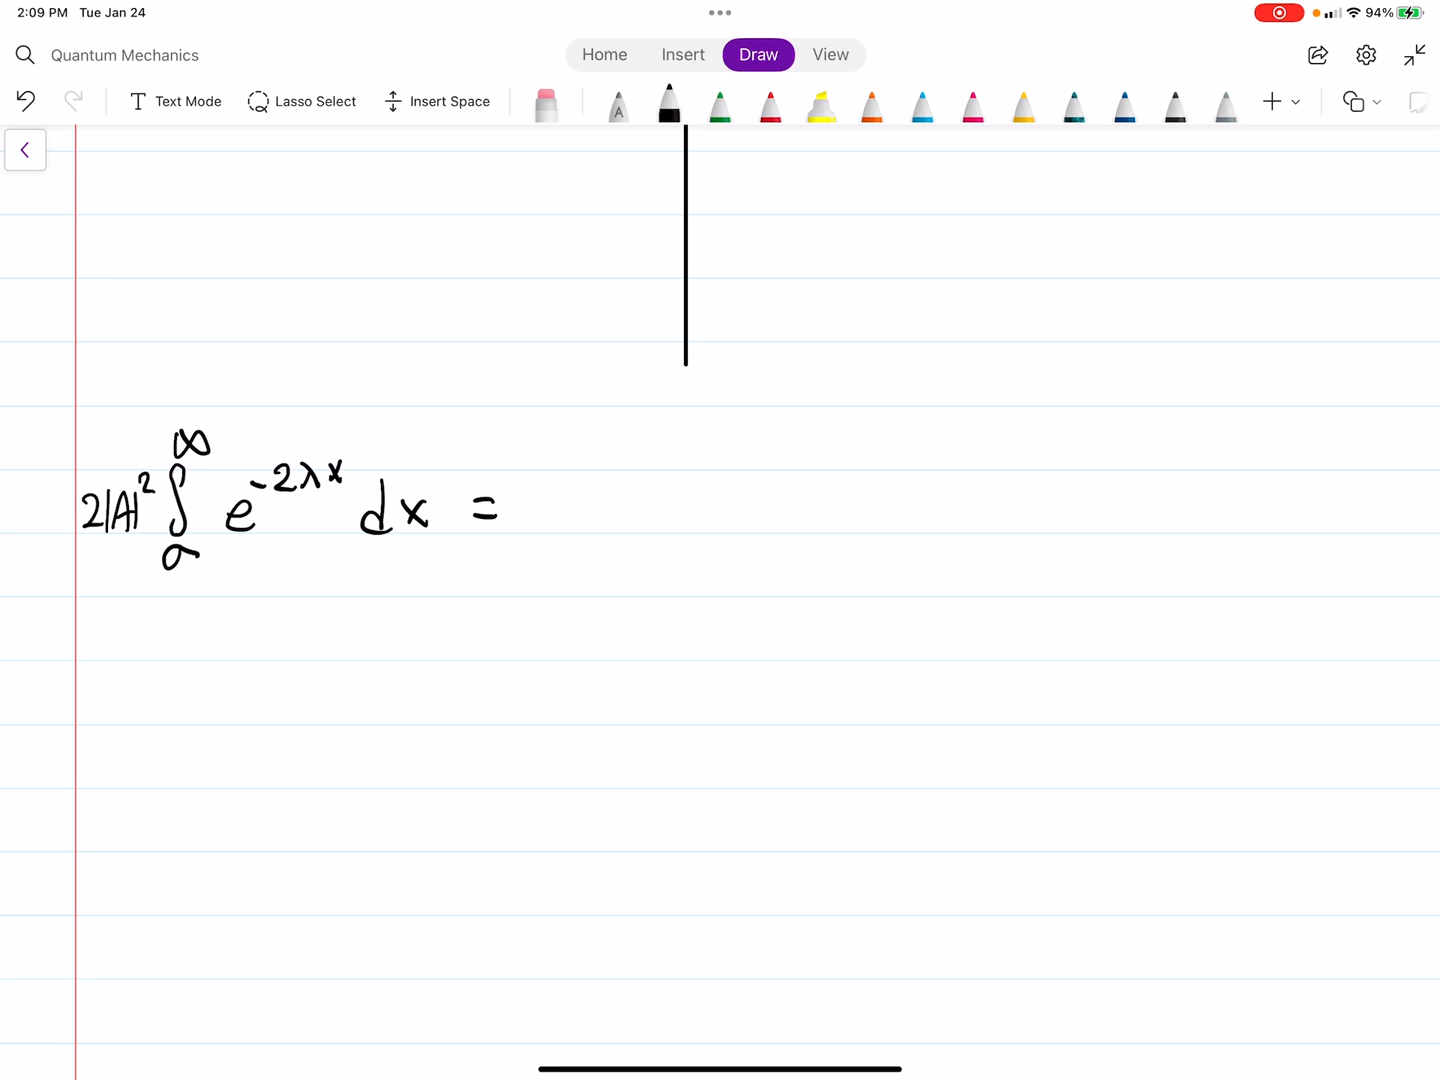 2:09 PM Tue Jan 24
94%
Quantum Mechanics
Home Insert Draw View
Text Mode Lasso Select Insert Space
2|A|² ∫_σ^∞ e^{-2λx} dx =